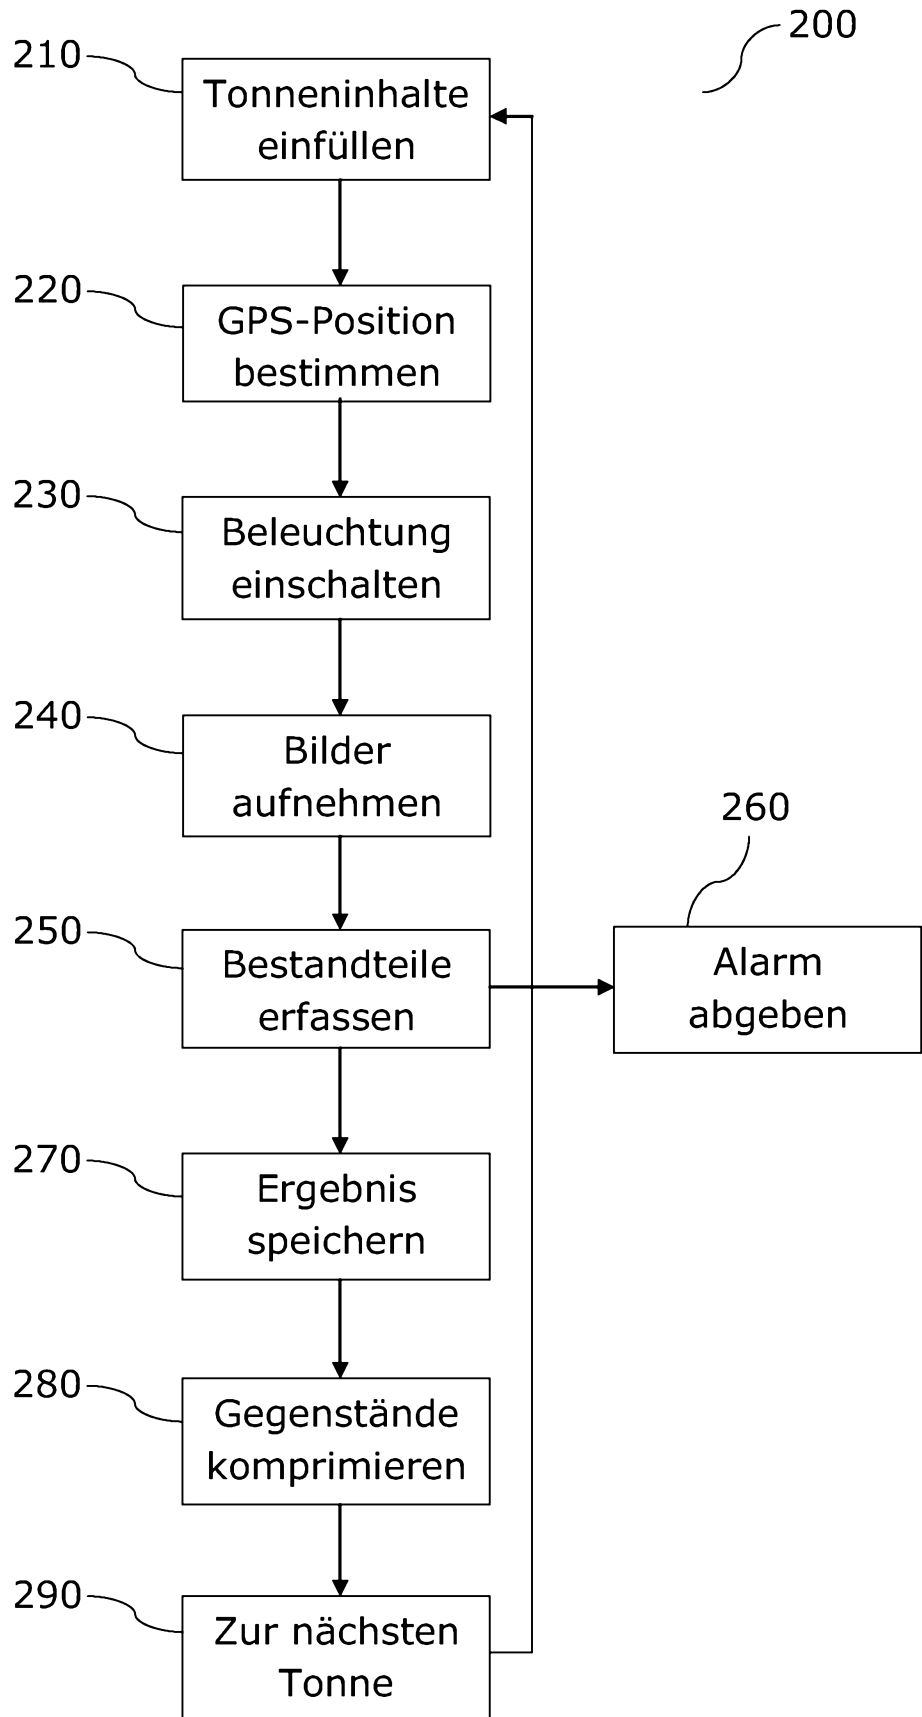 200
210
Tonneninhalte
einfüllen
220
GPS-Position
bestimmen
230
Beleuchtung
einschalten
240
Bilder
aufnehmen
250
Bestandteile
erfassen
260
Alarm
abgeben
270
Ergebnis
speichern
280
Gegenstände
komprimieren
290
Zur nächsten
Tonne